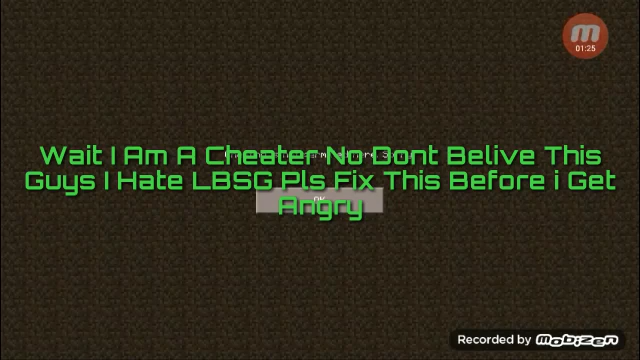 01:25
Wait I Am A Cheater No Dont Belive This
Guys I Hate LBSG Pls Fix This Before i Get
Angry
OK
Recorded by mobizen